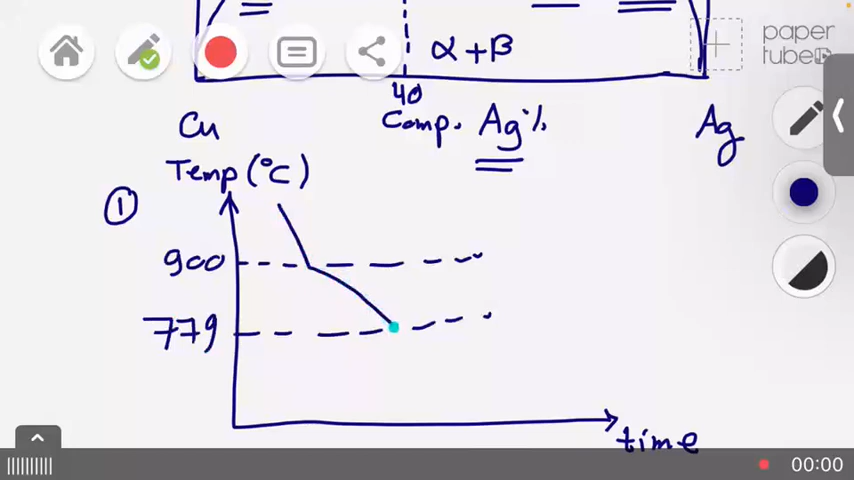 paper
tube
α+β
40
Cu
Comp. Ag%
Ag
Temp (°C)
①
900
779
time
00:00